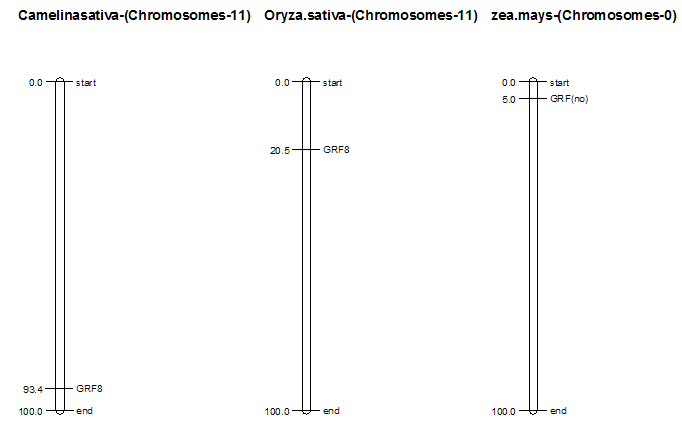 Camelinasativa-(Chromosomes-11) Oryza.sativa-(Chromosomes-11) zea.mays-(Chromosomes-0)
0.0 start 0.0 start 0.0 start
5.0 GRF(no)
20.5 GRF8
93.4 GRF8
100.0 end 100.0 end 100.0 end